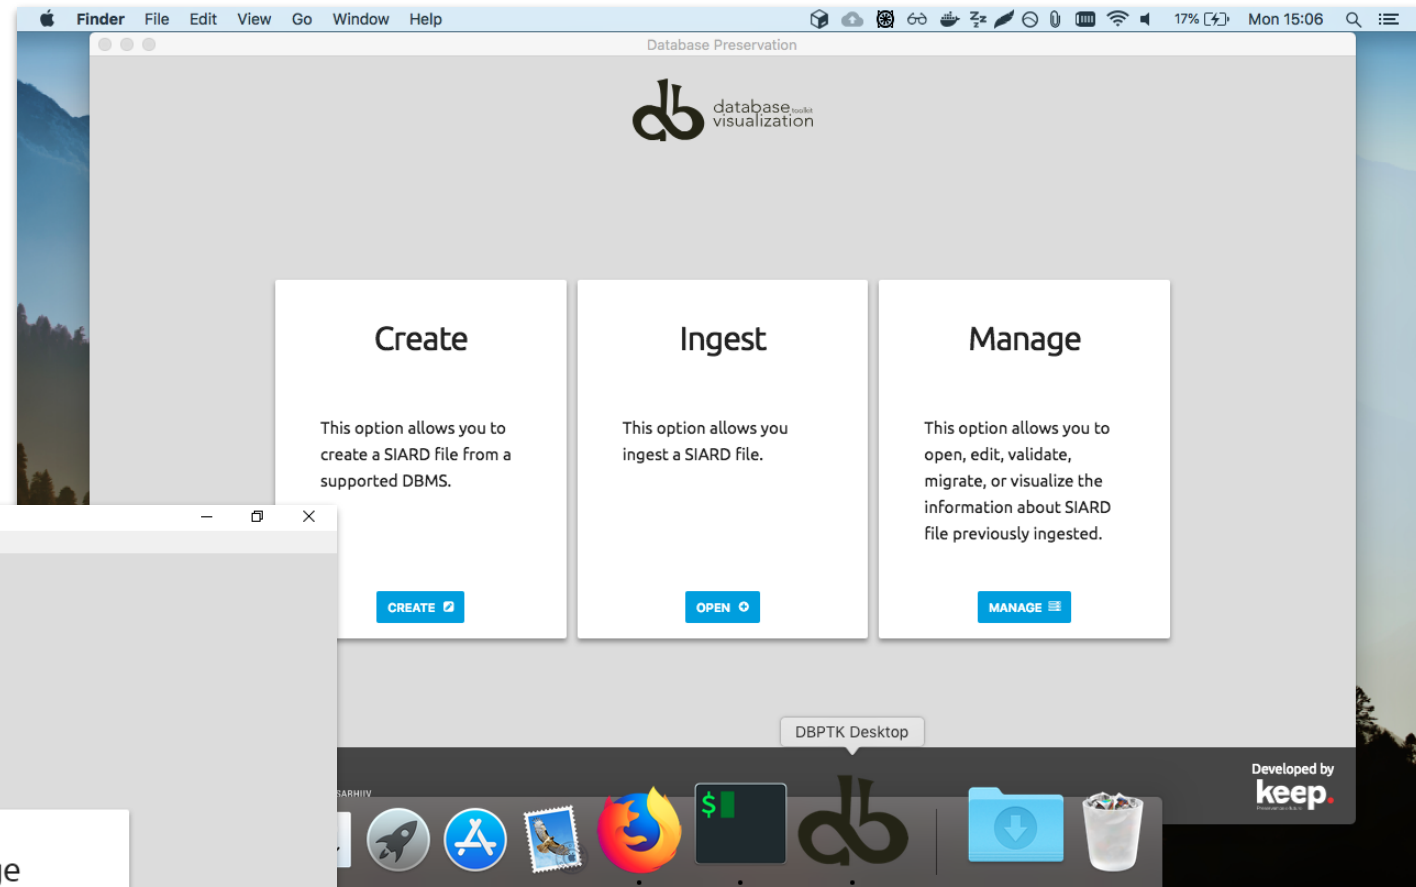 Finder File Edit View Go Window Help
17% Mon 15:06
Database Preservation
database toolkit
visualization
Create
Ingest
Manage
This option allows you to
create a SIARD file from a
supported DBMS.
This option allows you
ingest a SIARD file.
This option allows you to
open, edit, validate,
migrate, or visualize the
information about SIARD
file previously ingested.
CREATE
OPEN
MANAGE
DBPTK Desktop
SARHIIV
Developed by
keep.
$
ge